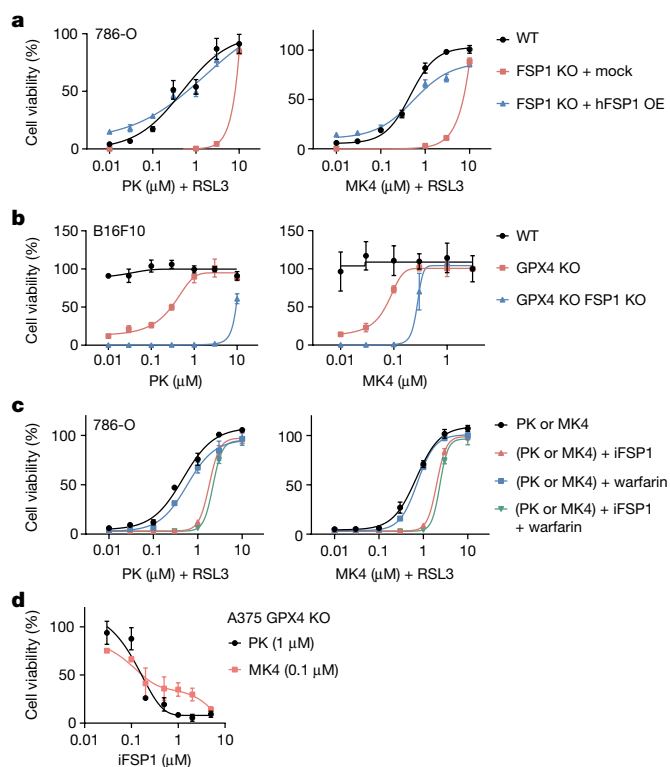 a
786-O
Cell viability (%)
100
50
0
0.01 0.1 1 10
PK (μM) + RSL3
100
50
0
0.01 0.1 1 10
MK4 (μM) + RSL3
WT
FSP1 KO + mock
FSP1 KO + hFSP1 OE
b
B16F10
Cell viability (%)
150
100
50
0
0.01 0.1 1 10
PK (μM)
150
100
50
0
0.01 0.1 1
MK4 (μM)
WT
GPX4 KO
GPX4 KO FSP1 KO
c
786-O
Cell viability (%)
100
50
0
0.01 0.1 1 10
PK (μM) + RSL3
100
50
0
0.01 0.1 1 10
MK4 (μM) + RSL3
PK or MK4
(PK or MK4) + iFSP1
(PK or MK4) + warfarin
(PK or MK4) + iFSP1
+ warfarin
d
A375 GPX4 KO
Cell viability (%)
100
50
0
0.01 0.1 1 10
iFSP1
(μM)
PK (1 μM)
MK4 (0.1 μM)